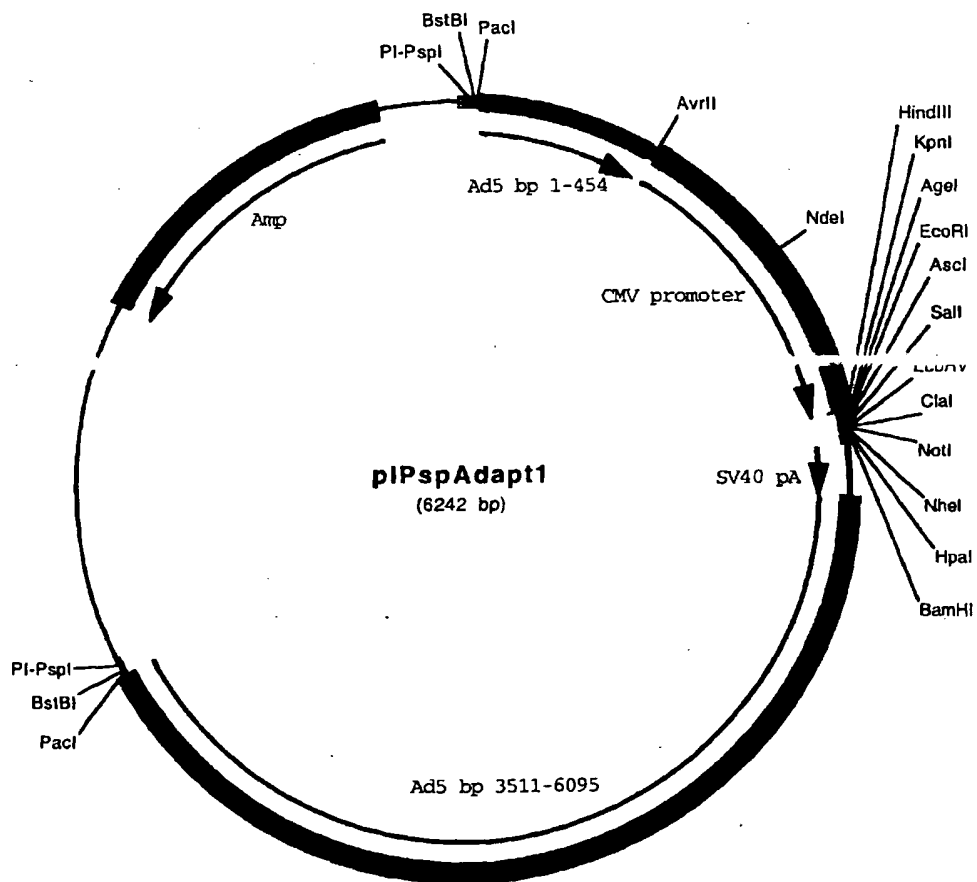 BstBI
PacI
PI-PspI
AvrII
HindIII
KpnI
AgeI
EcoRI
AscI
SalI
ClaI
NotI
NheI
HpaI
BamHI
NdeI
Ad5 bp 1-454
Amp
CMV promoter
pIPspAdapt1
(6242 bp)
SV40 pA
PI-PspI
BstBI
PacI
Ad5 bp 3511-6095